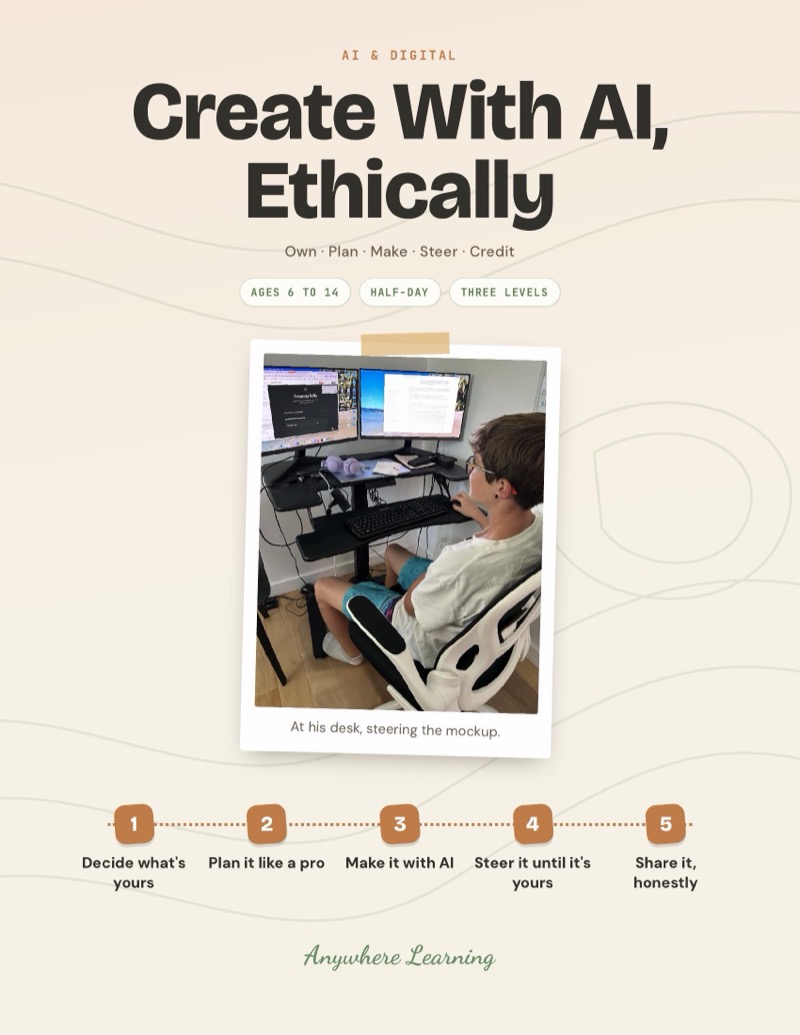 AI & DIGITAL
Create With AI,
Ethically
Own · Plan · Make · Steer · Credit
AGES 6 TO 14
HALF-DAY
THREE LEVELS
At his desk, steering the mockup.
1
2
3
4
5
Decide what's
yours
Plan it like a pro
Make it with AI
Steer it until it's
yours
Share it,
honestly
Anywhere Learning